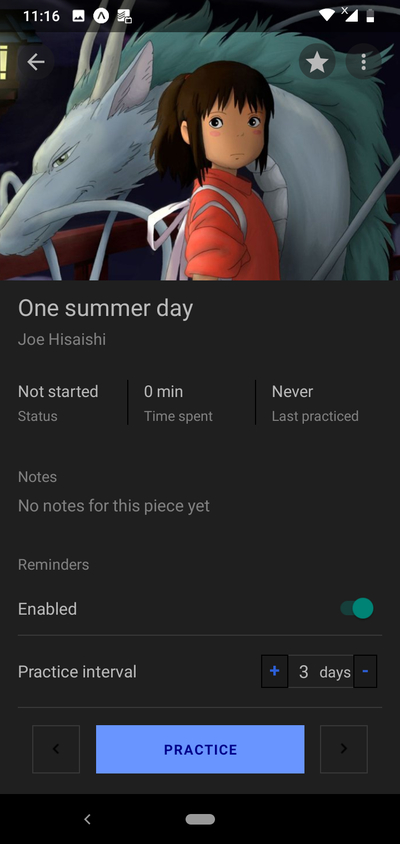 11:16
One summer day
Joe Hisaishi
Not started
0 min
Never
Status
Time spent
Last practiced
Notes
No notes for this piece yet
Reminders
Enabled
Practice interval
+ 3 days -
PRACTICE